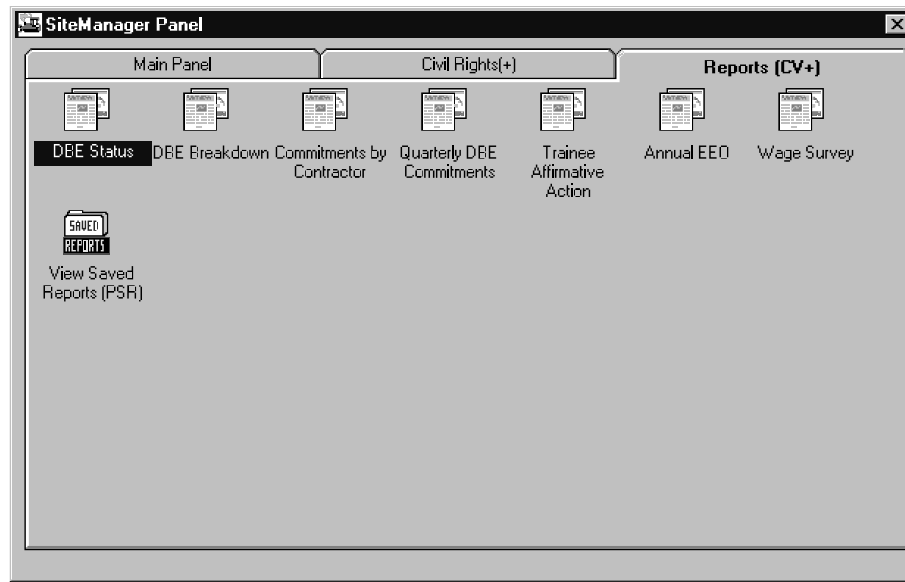 SiteManager Panel
Main Panel
Civil Rights(+)
Reports (CV+)
DBE Status
DBE Breakdown
Commitments by
Contractor
Quarterly DBE
Commitments
Trainee
Affirmative
Action
Annual EEO
Wage Survey
SAVED
REPORTS
View Saved
Reports (PSR)